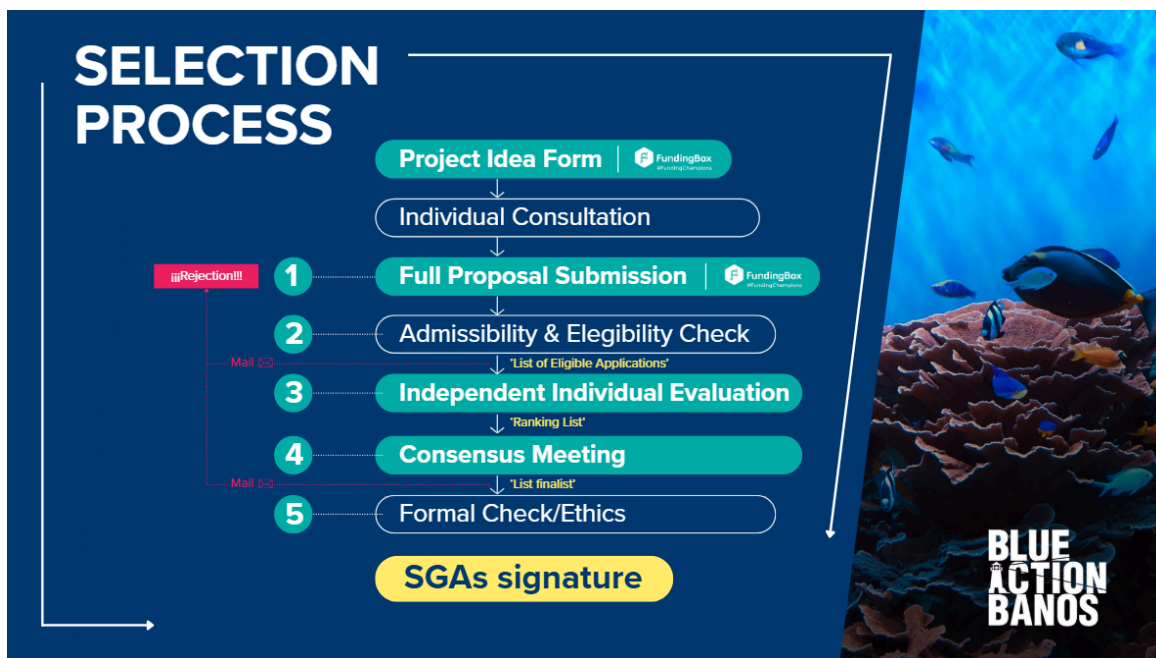 SELECTION
PROCESS
Project Idea Form
FundingBox
#FundingChampions
Individual Consultation
¡¡¡Rejection!!!
1
Full Proposal Submission
FundingBox
#FundingChampions
2
Admissibility & Elegibility Check
Mail
'List of Eligible Applications'
3
Independent Individual Evaluation
'Ranking List'
4
Consensus Meeting
Mail
'List finalist'
5
Formal Check/Ethics
SGAs signature
BLUE
ACTION
BANOS